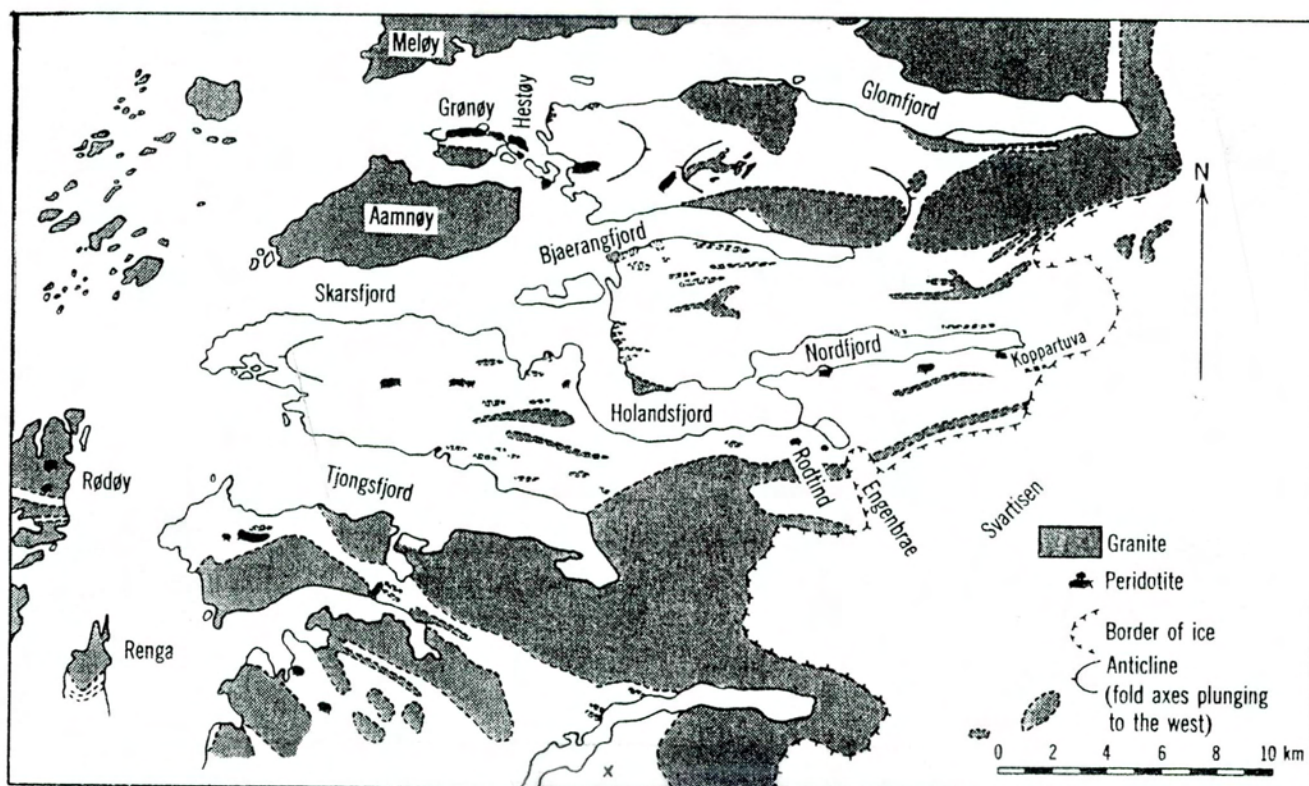 Meløy
Glomfjord
Grønøy
Hestøy
N
Aamnøy
Bjaerangfjord
Skarsfjord
Nordfjord
Koppartuva
Holandsfjord
Rødøy
Tjongsfjord
Rodtind
Engenbrae
Svartisen
Granite
Peridotite
Renga
Border of ice
Anticline
(fold axes plunging
to the west)
0 2 4 6 8 10 km
x